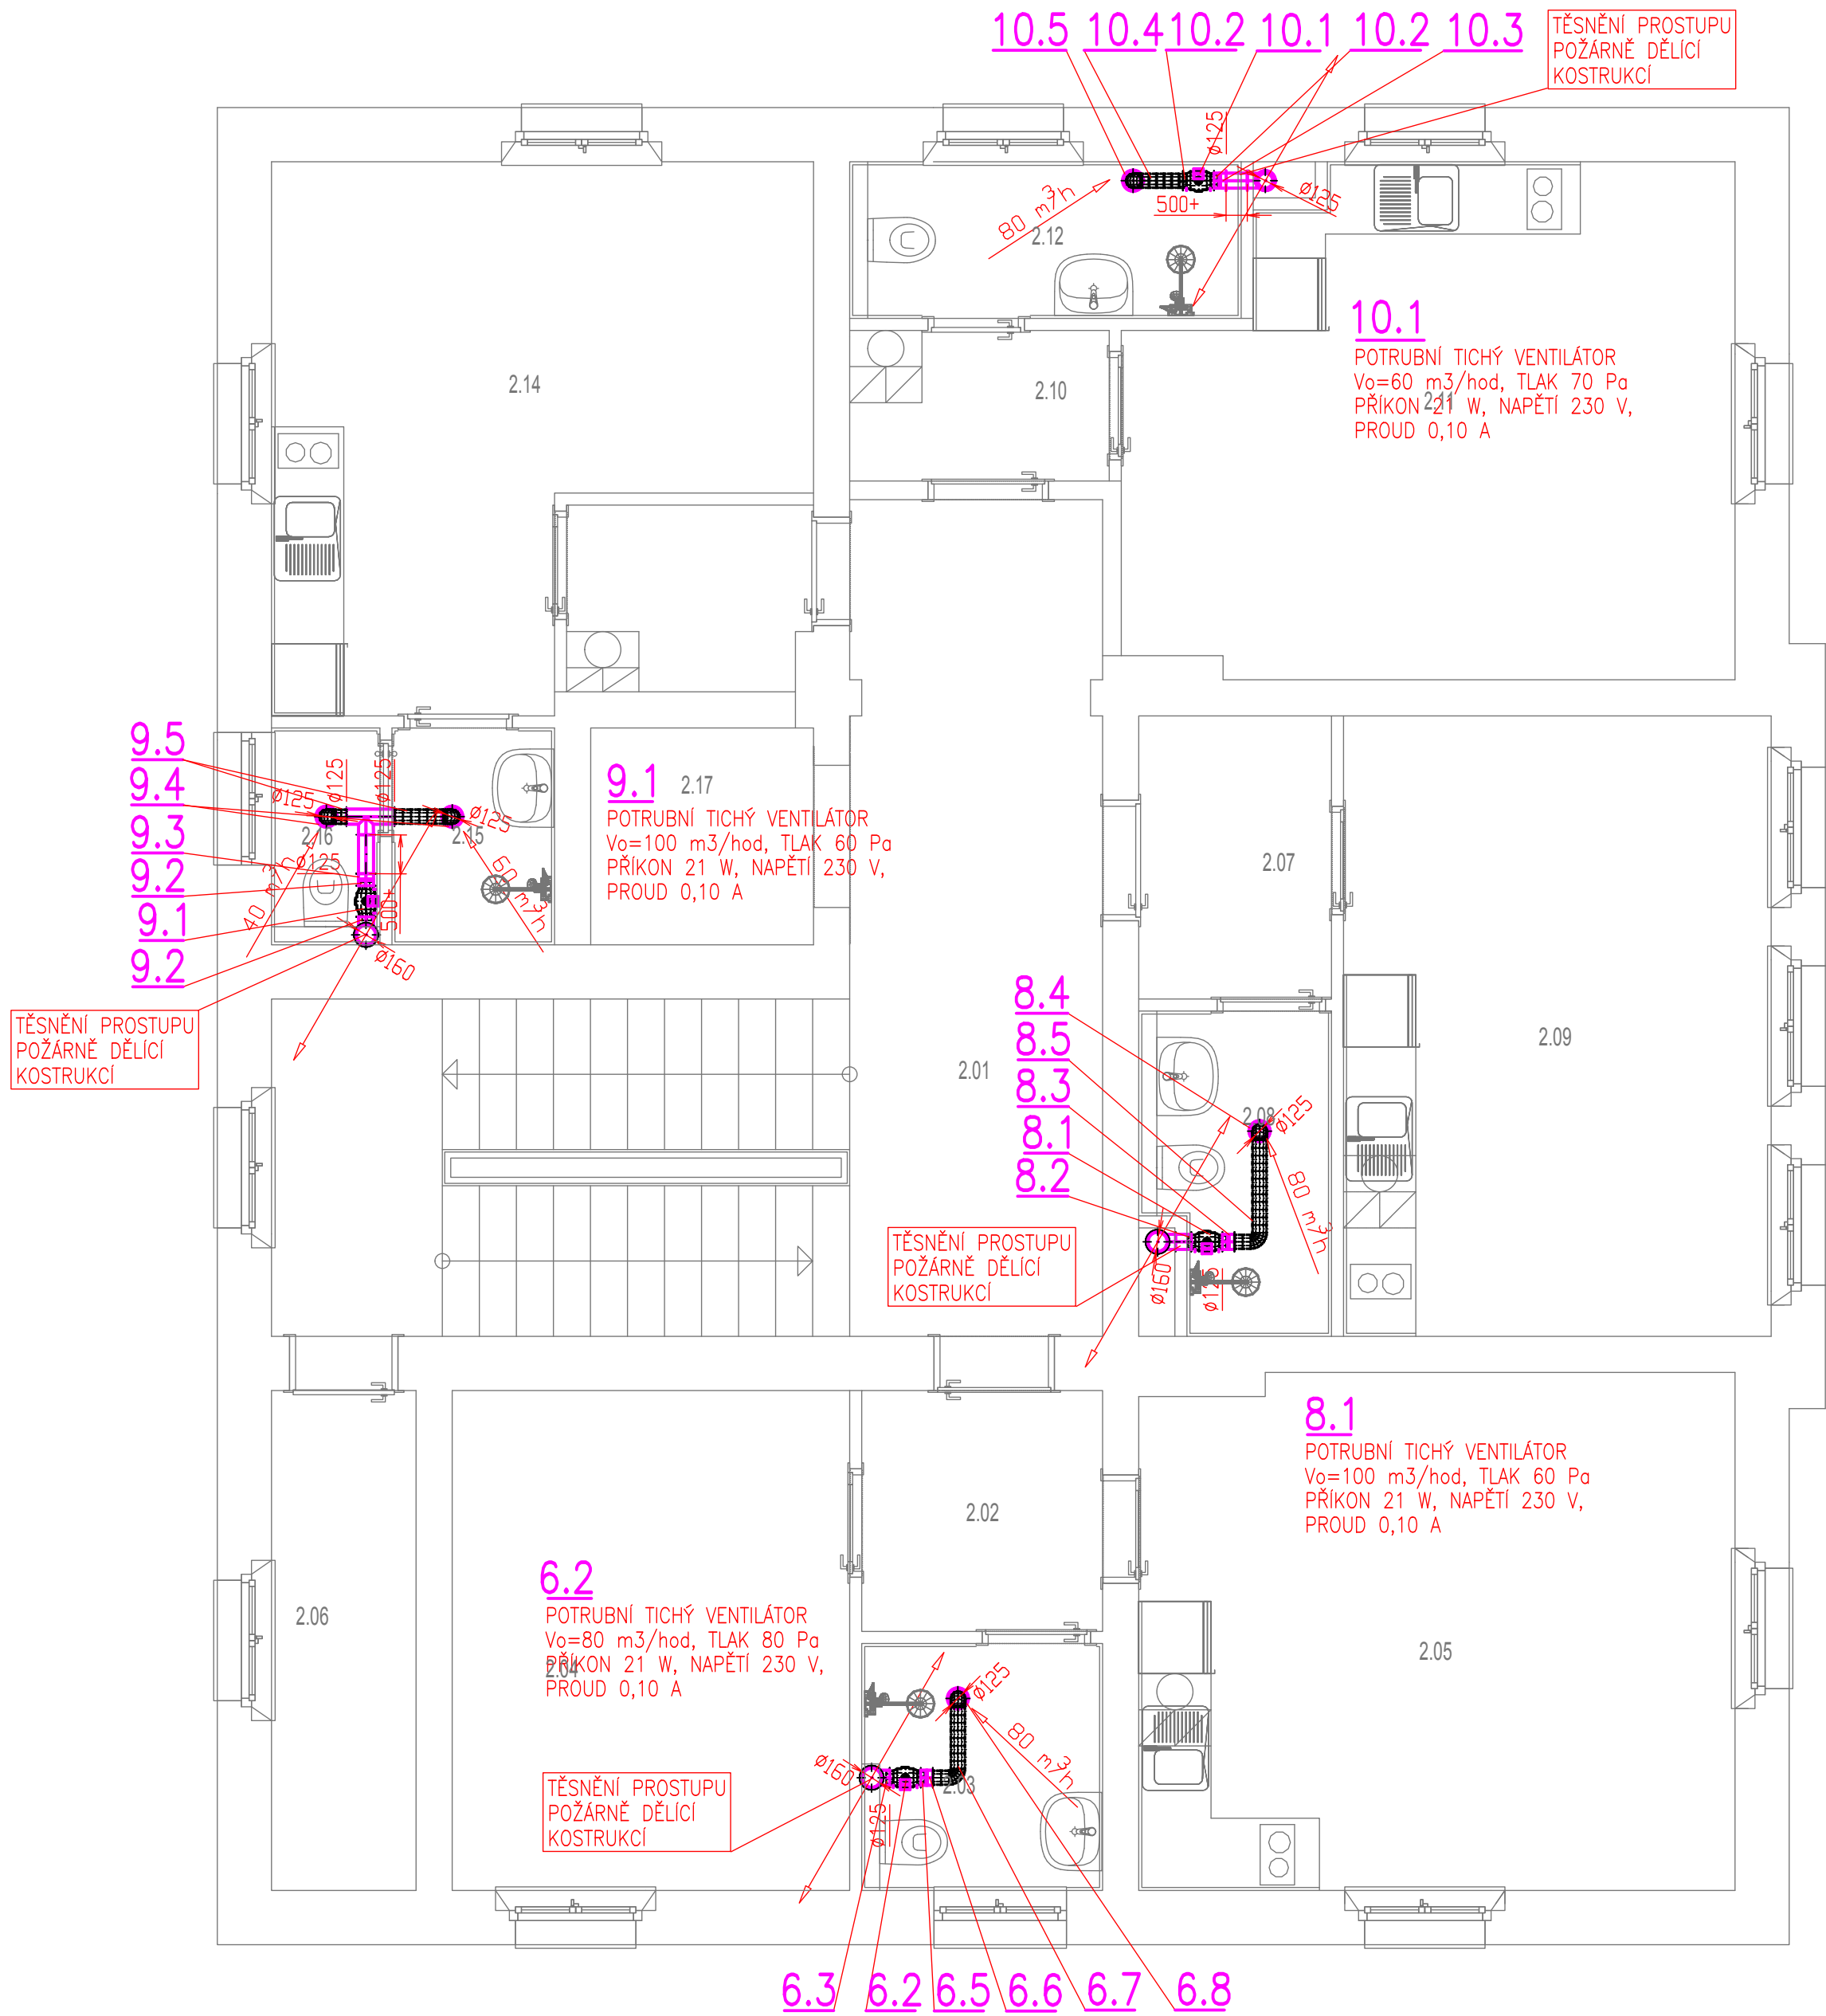 10.5 10.4 10.2 10.1 10.2 10.3
TĚSNĚNÍ PROSTUPU
POŽÁRNĚ DĚLÍCÍ
KOSTRUKCÍ
ø125
ø125
500+
80 m³/h
2.12
10.1
POTRUBNÍ TICHÝ VENTILÁTOR
Vo=60 m3/hod, TLAK 70 Pa
PŘÍKON 21 W, NAPĚTÍ 230 V,
PROUD 0,10 A
2.11
2.14
2.10
9.5
9.4
9.3
9.2
9.1
9.2
ø125
ø125
ø125
ø125
ø125
2.16
2.15
40 m³/h
60 m³/h
500+
ø160
9.1
2.17
POTRUBNÍ TICHÝ VENTILÁTOR
Vo=100 m3/hod, TLAK 60 Pa
PŘÍKON 21 W, NAPĚTÍ 230 V,
PROUD 0,10 A
2.07
TĚSNĚNÍ PROSTUPU
POŽÁRNĚ DĚLÍCÍ
KOSTRUKCÍ
8.4
8.5
8.3
8.1
8.2
2.01
2.09
2.08
ø125
80 m³/h
ø160
ø125
TĚSNĚNÍ PROSTUPU
POŽÁRNĚ DĚLÍCÍ
KOSTRUKCÍ
8.1
POTRUBNÍ TICHÝ VENTILÁTOR
Vo=100 m3/hod, TLAK 60 Pa
PŘÍKON 21 W, NAPĚTÍ 230 V,
PROUD 0,10 A
2.02
2.06
6.2
POTRUBNÍ TICHÝ VENTILÁTOR
Vo=80 m3/hod, TLAK 80 Pa
PŘÍKON 21 W, NAPĚTÍ 230 V,
PROUD 0,10 A
2.04
2.05
ø125
80 m³/h
ø160
ø125
2.03
TĚSNĚNÍ PROSTUPU
POŽÁRNĚ DĚLÍCÍ
KOSTRUKCÍ
6.3 6.2 6.5 6.6 6.7 6.8